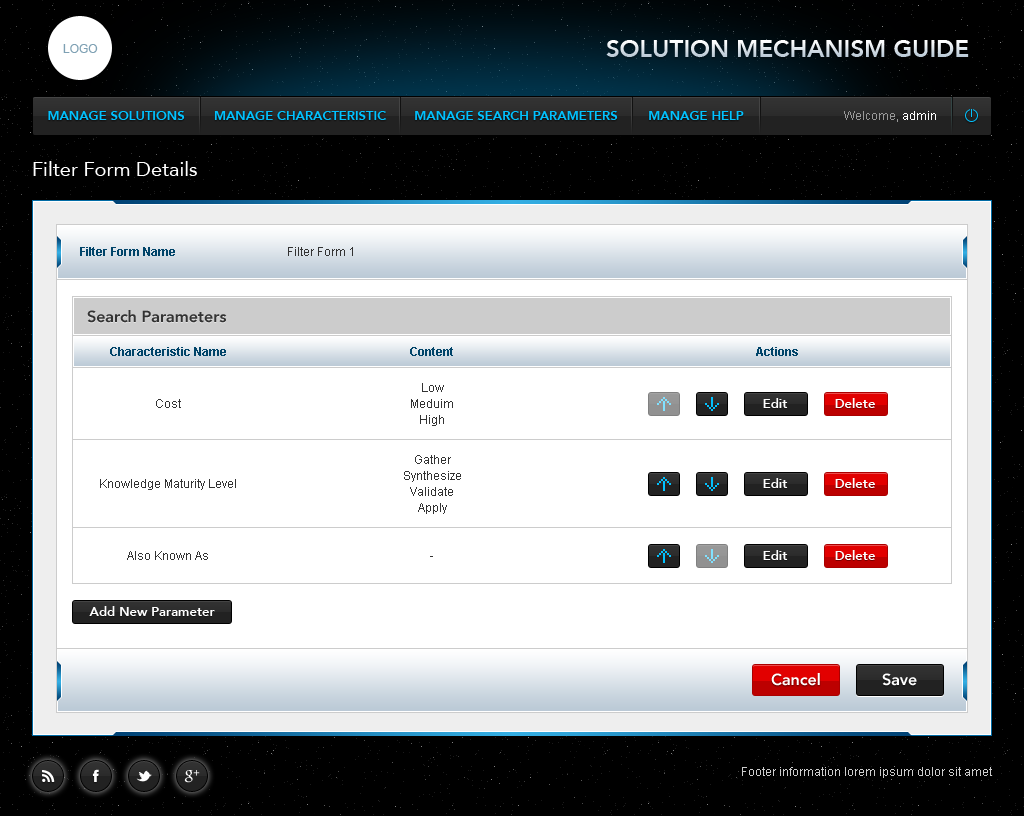 LOGO
SOLUTION MECHANISM GUIDE
MANAGE SOLUTIONS MANAGE CHARACTERISTIC MANAGE SEARCH PARAMETERS MANAGE HELP Welcome, admin
Filter Form Details
Filter Form Name Filter Form 1
Search Parameters
Characteristic Name Content Actions
Cost
Low
Meduim
High
Edit Delete
Knowledge Maturity Level
Gather
Synthesize
Validate
Apply
Edit Delete
Also Known As - Edit Delete
Add New Parameter
Cancel Save
f g+
Footer information lorem ipsum dolor sit amet